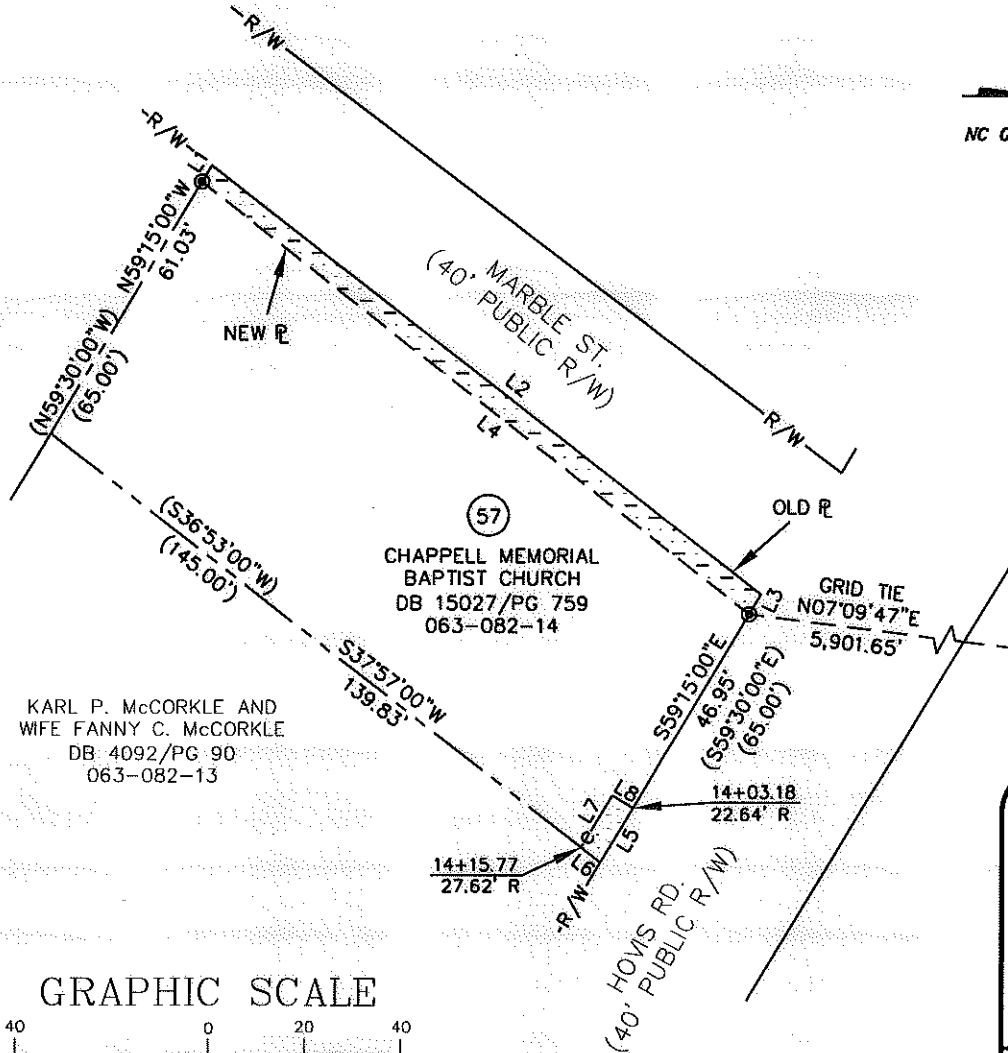 -R/W-
-R/W-
L1
NC G
N59°15'00"W
61.03'
(N59°30'00"W)
(65.00')
NEW PL
MARBLE ST.
(40' PUBLIC R/W)
L2
L4
R/W
OLD PL
L3
GRID TIE
N07°09'47"E
5,901.65'
(S36°53'00"W)
(145.00')
57
CHAPPELL MEMORIAL
BAPTIST CHURCH
DB 15027/PG 759
063-082-14
S37°57'00"W
139.83'
S59°15'00"E
46.95'
(S59°30'00"E)
(65.00')
KARL P. McCORKLE AND
WIFE FANNY C. McCORKLE
DB 4092/PG 90
063-082-13
14+03.18
22.64' R
L8
L7
e
L5
L6
14+15.77
27.62' R
-R/W
HOVIS RD.
(40' PUBLIC R/W)
GRAPHIC SCALE
40 0 20 40